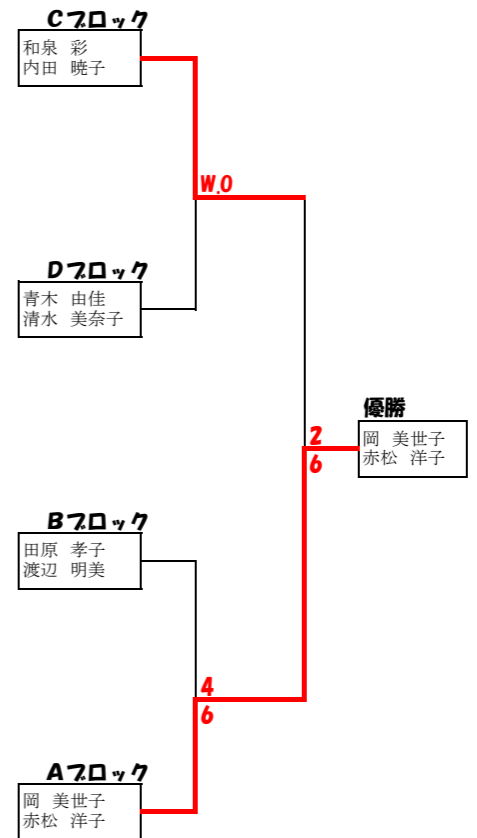 Cブロック
和泉 彩
内田 暁子
W.O
Dブロック
青木 由佳
清水 美奈子
優勝
岡 美世子
赤松 洋子
2
6
Bブロック
田原 孝子
渡辺 明美
4
6
Aブロック
岡 美世子
赤松 洋子